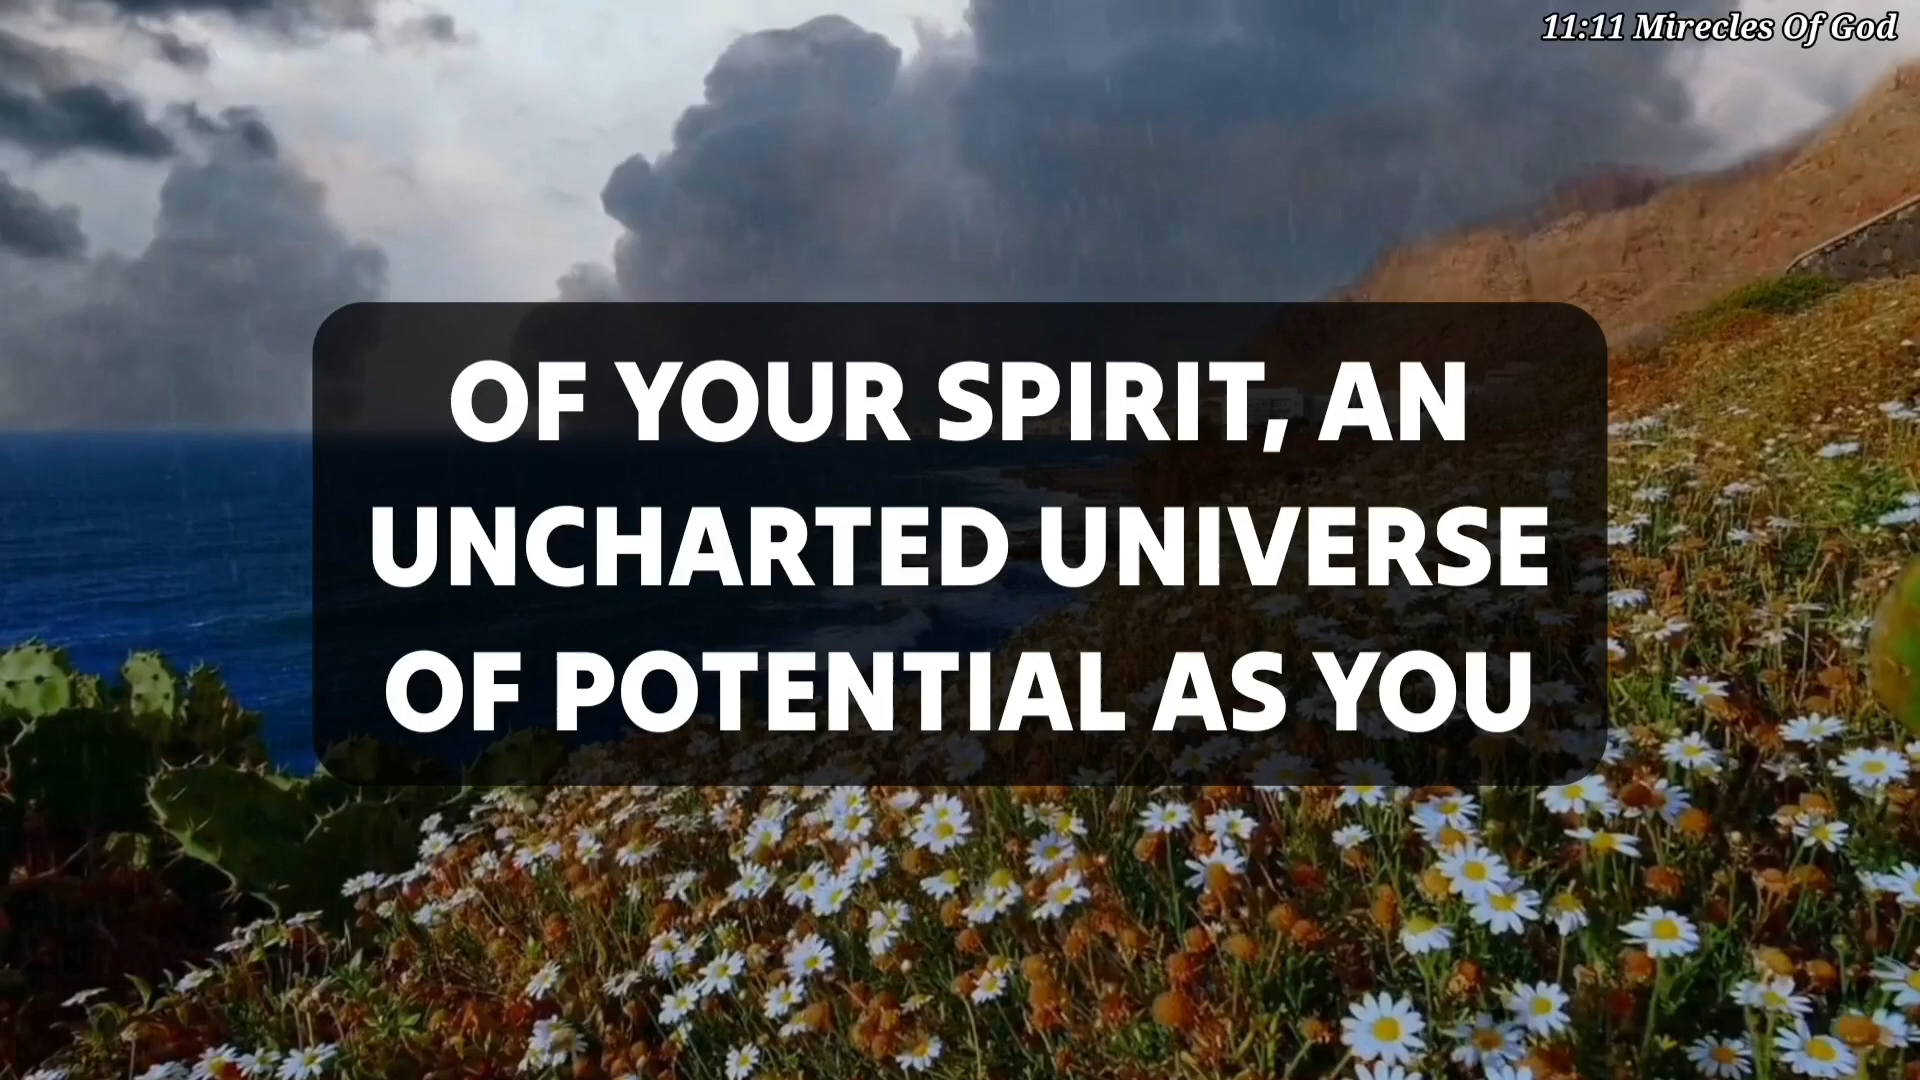 11:11 Mirecles Of God
OF YOUR SPIRIT, AN
UNCHARTED UNIVERSE
OF POTENTIAL AS YOU